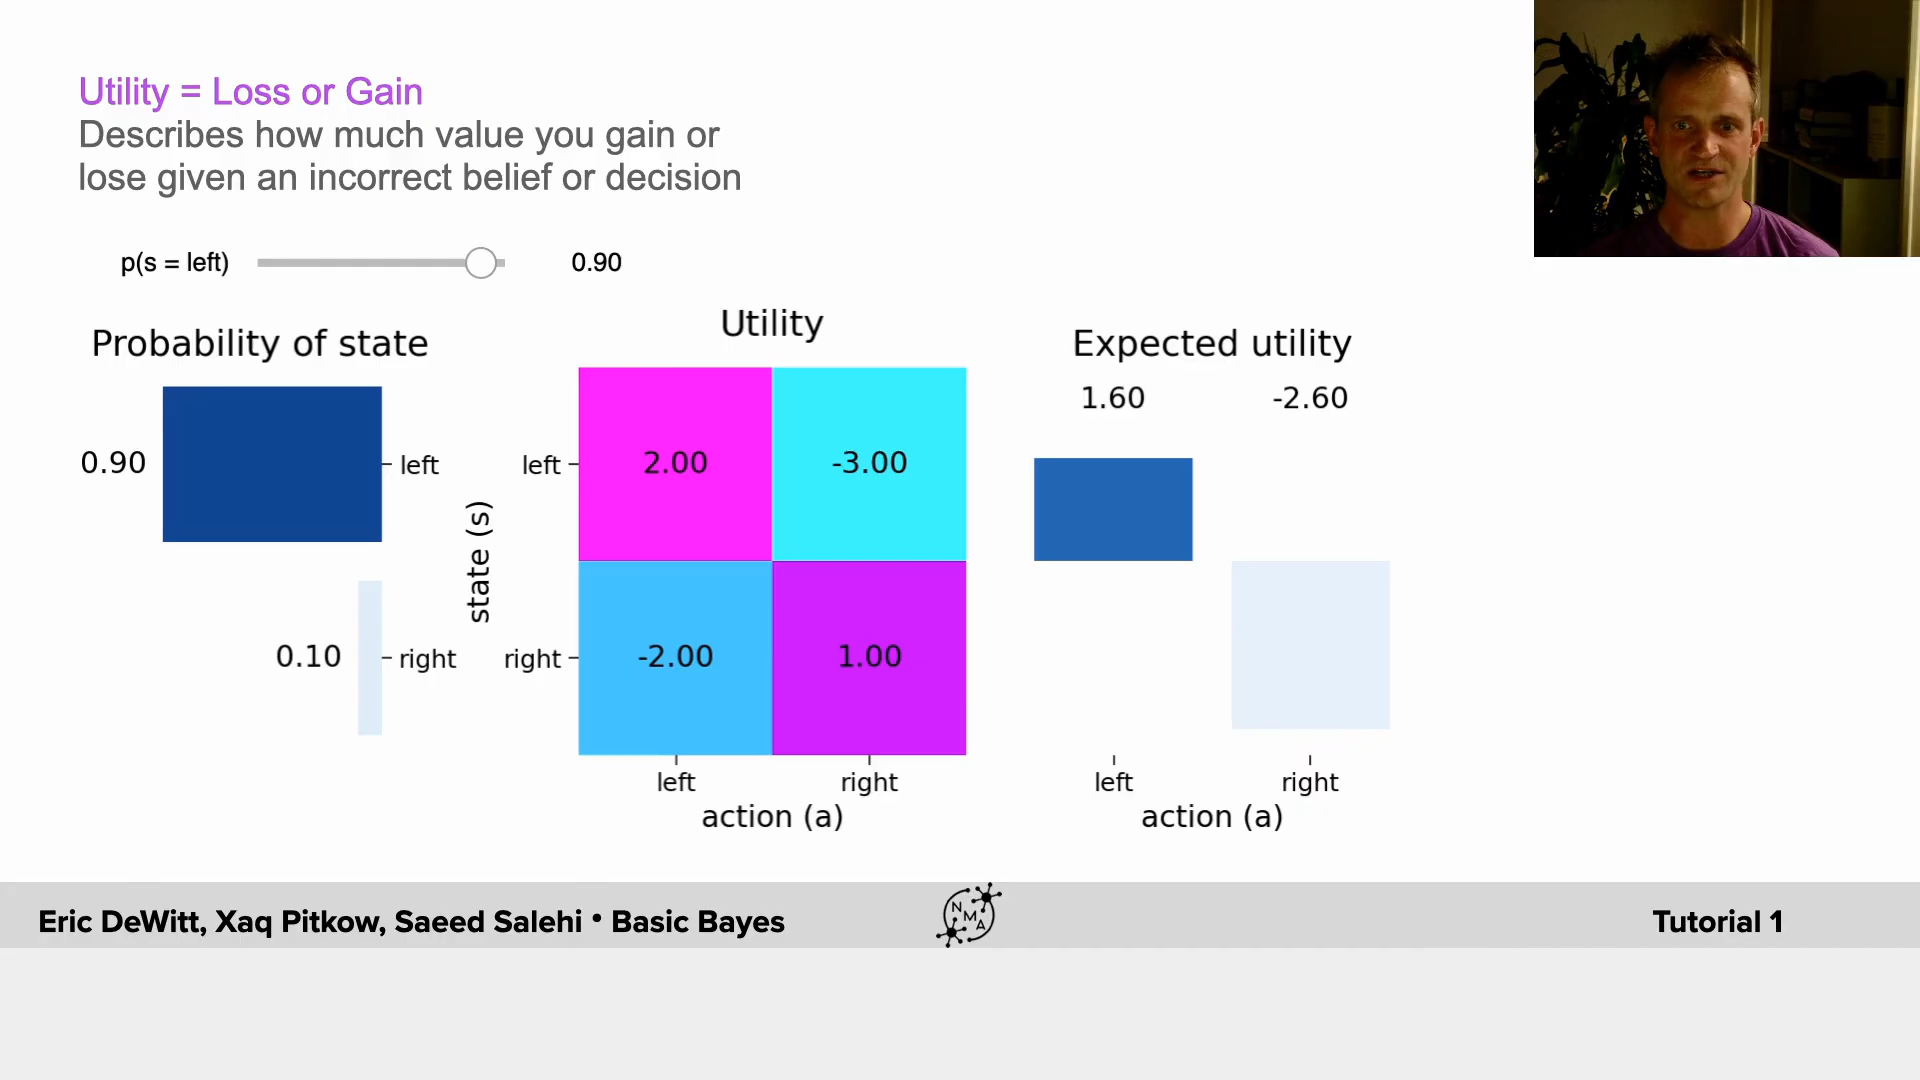 Utility = Loss or Gain
Describes how much value you gain or
lose given an incorrect belief or decision
p(s = left) 0.90
Probability of state
Utility
Expected utility
1.60 -2.60
0.90 left
left 2.00 -3.00
state (s)
0.10 right
right -2.00 1.00
left right
action (a)
left right
action (a)
Eric DeWitt, Xaq Pitkow, Saeed Salehi • Basic Bayes
N M A
Tutorial 1